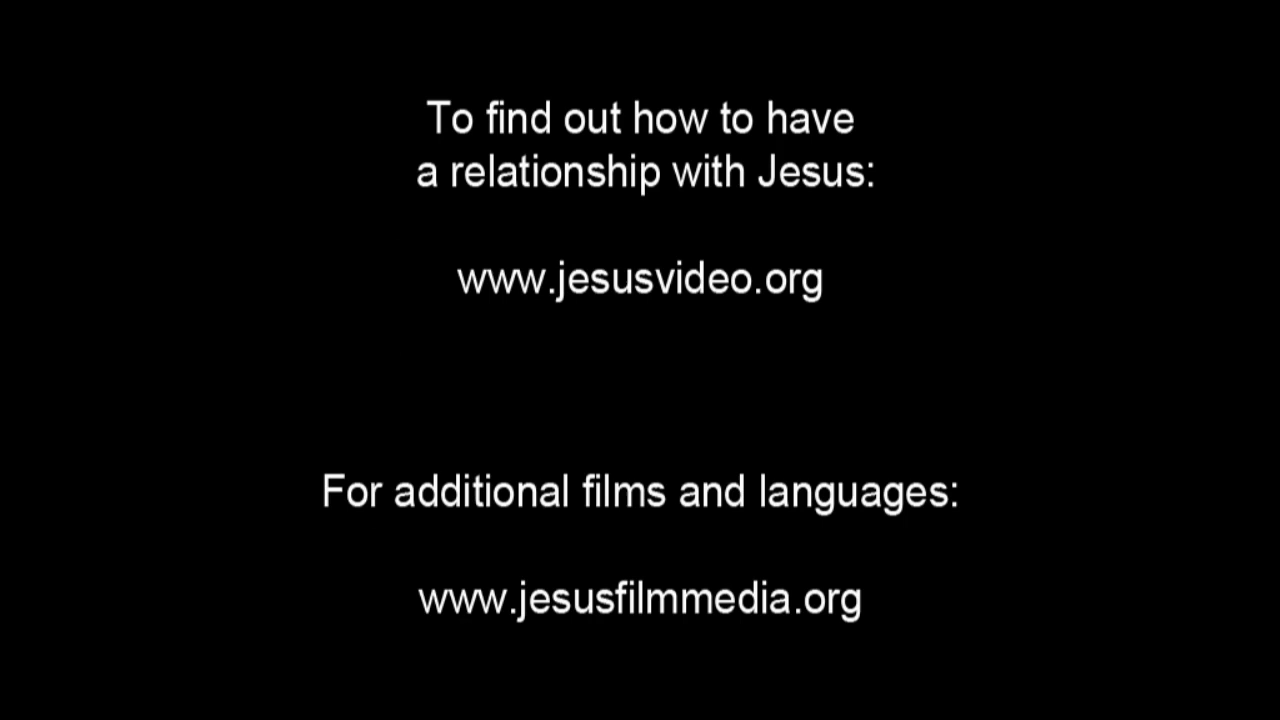 To find out how to have
a relationship with Jesus:
www.jesusvideo.org
For additional films and languages:
www.jesusfilmmedia.org